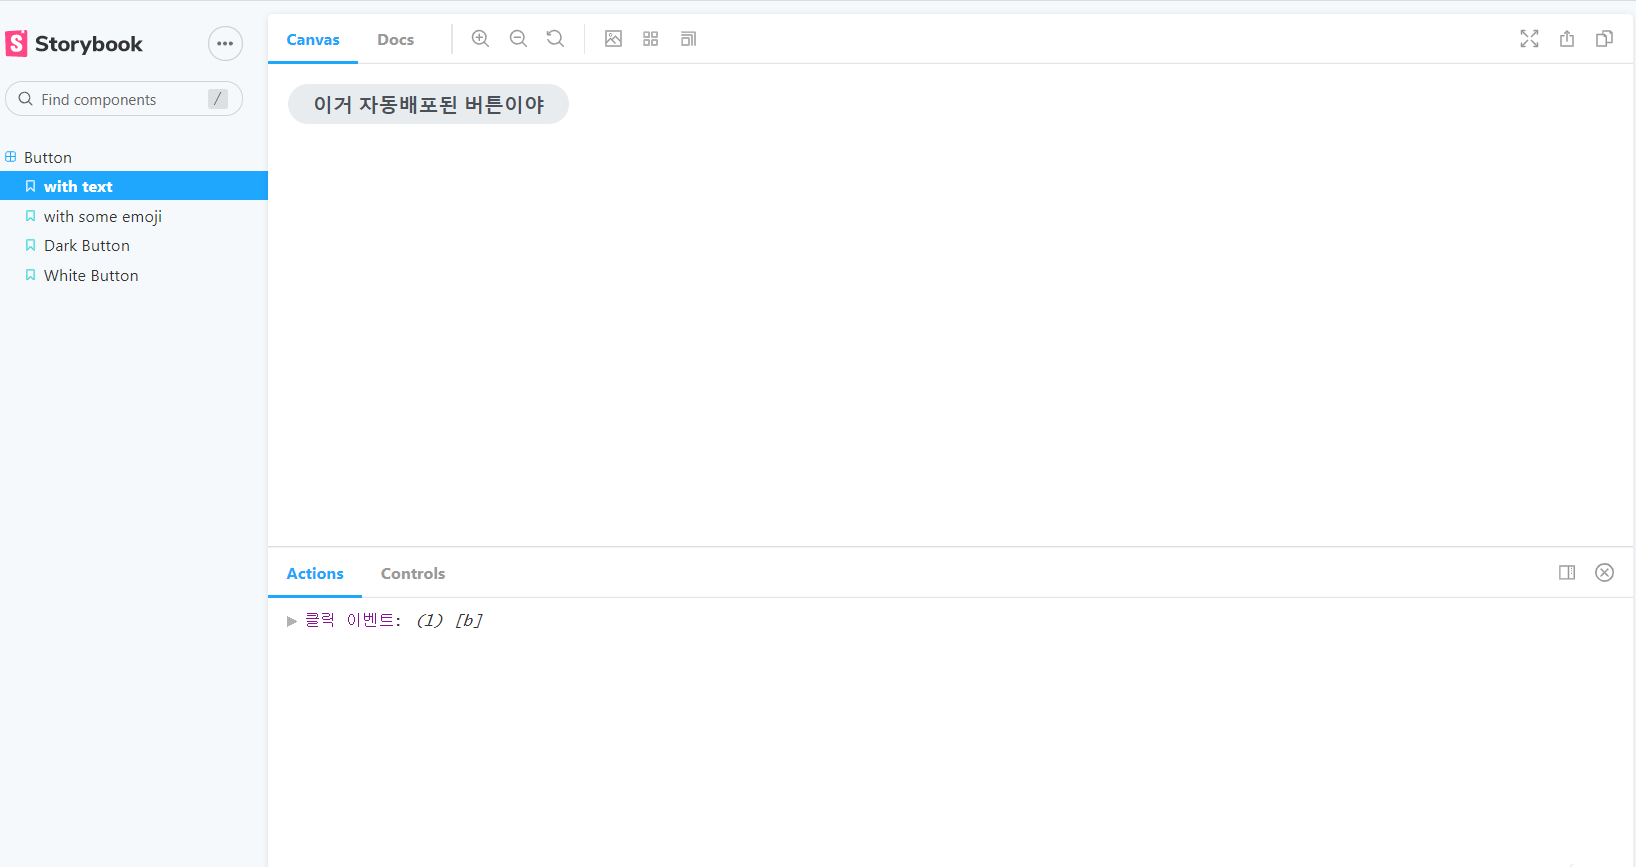 Storybook
Find components /
Button
with text
with some emoji
Dark Button
White Button
Canvas Docs
이거 자동배포된 버튼이야
Actions Controls
▶ 클릭 이벤트: (1) [b]